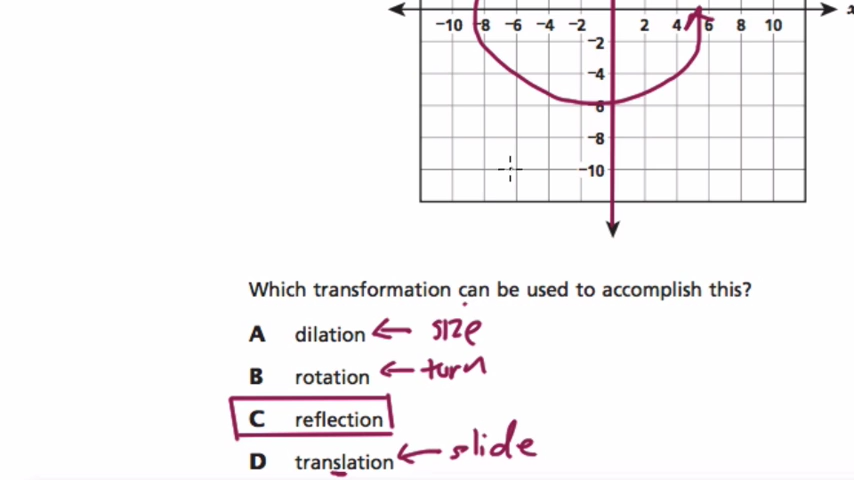 -10 -8 -6 -4 -2 2 4 6 8 10 x
-2
-4
-6
-8
-10
Which transformation can be used to accomplish this?
A dilation ← size
B rotation ← turn
C reflection
D translation ← slide